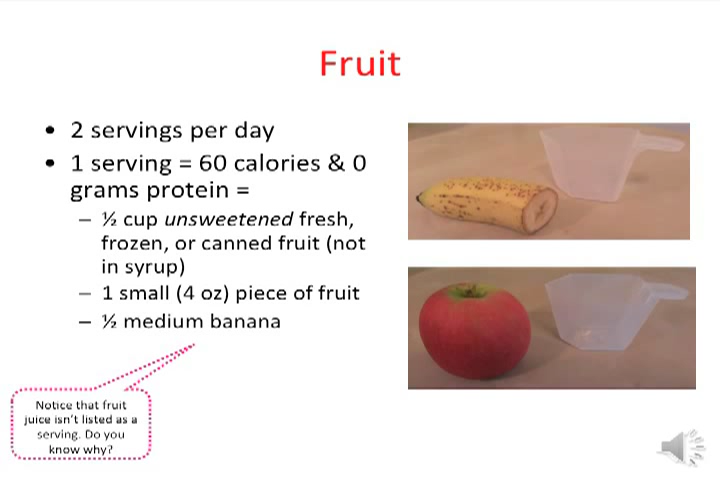 Fruit
• 2 servings per day
• 1 serving = 60 calories & 0
grams protein =
– ½ cup unsweetened fresh,
frozen, or canned fruit (not
in syrup)
– 1 small (4 oz) piece of fruit
– ½ medium banana
Notice that fruit
juice isn't listed as a
serving. Do you
know why?